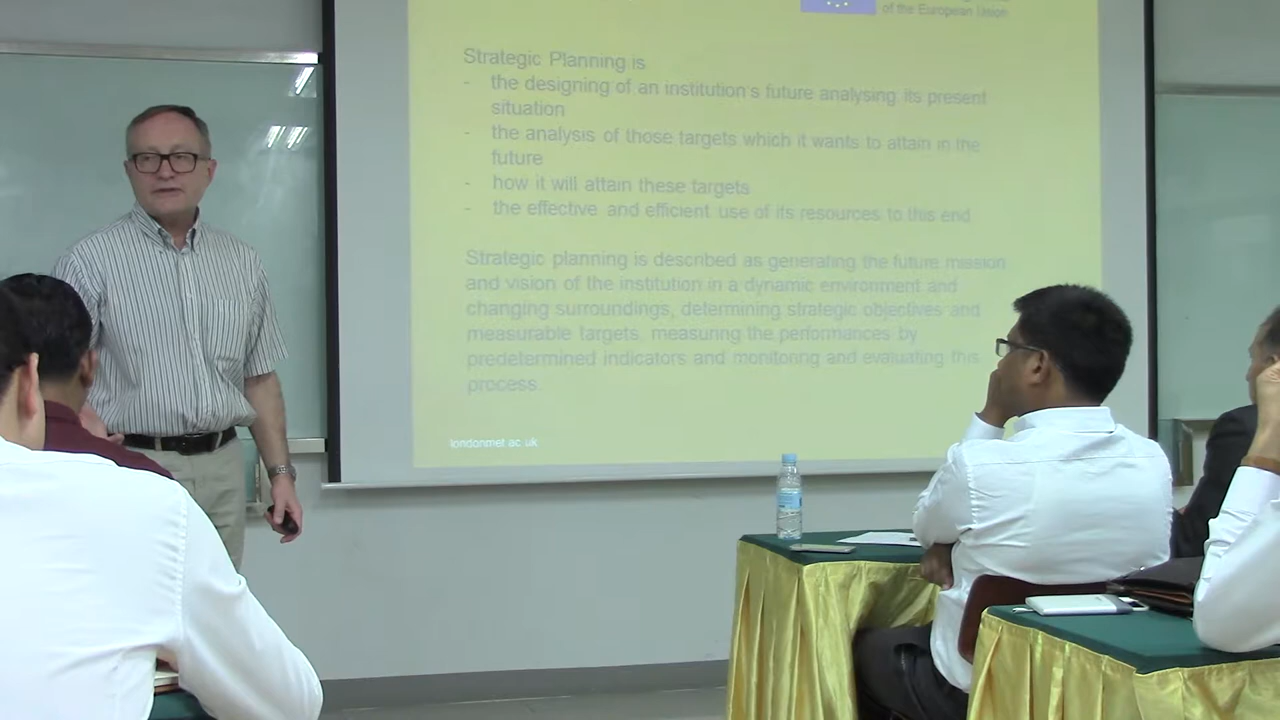 of the European Union
Strategic Planning is
- the designing of an institution's future analysing its present
situation
- the analysis of those targets which it wants to attain in the
future
- how it will attain these targets
- the effective and efficient use of its resources to this end
Strategic planning is described as generating the future mission
and vision of the institution in a dynamic environment and
changing surroundings, determining strategic objectives and
measurable targets, measuring the performances by
predetermined indicators and monitoring and evaluating this
process.
londonmet.ac.uk